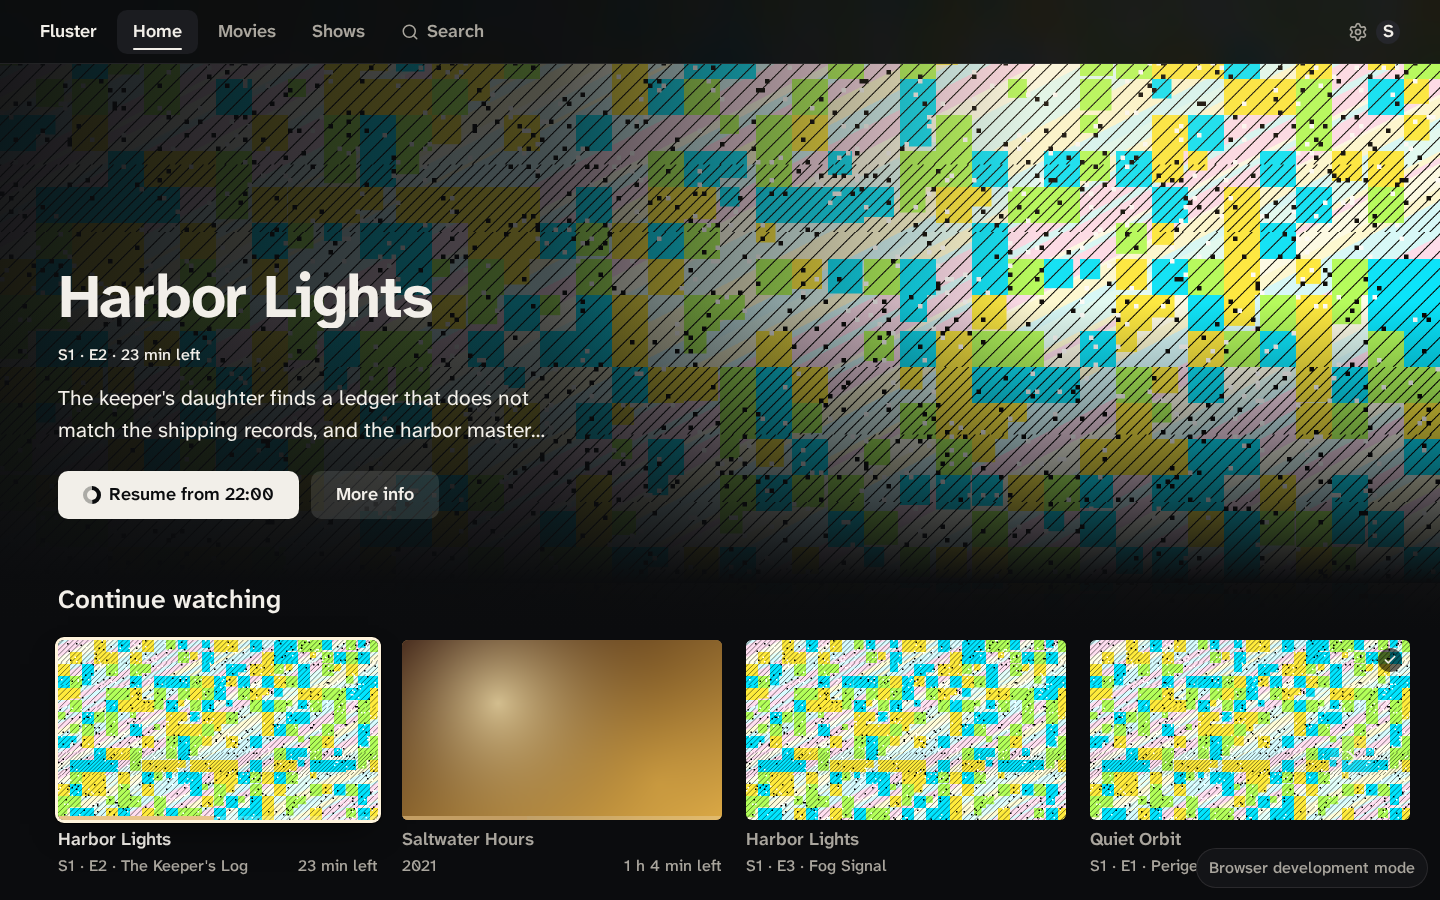 Fluster
Home
Movies
Shows
Search
S
Harbor Lights
S1 · E2 · 23 min left
The keeper's daughter finds a ledger that does not
match the shipping records, and the harbor master...
Resume from 22:00
More info
Continue watching
Harbor Lights
S1 · E2 · The Keeper's Log
23 min left
Saltwater Hours
2021
1 h 4 min left
Harbor Lights
S1 · E3 · Fog Signal
Quiet Orbit
S1 · E1 ·
Browser development mode